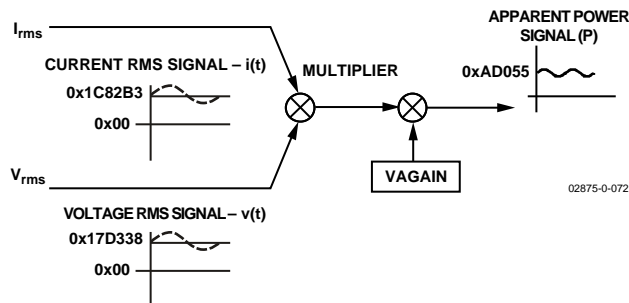 Irms
CURRENT RMS SIGNAL – i(t)
0x1C82B3
0x00
MULTIPLIER
APPARENT POWER
SIGNAL (P)
0xAD055
VAGAIN
Vrms
VOLTAGE RMS SIGNAL – v(t)
0x17D338
0x00
02875-0-072